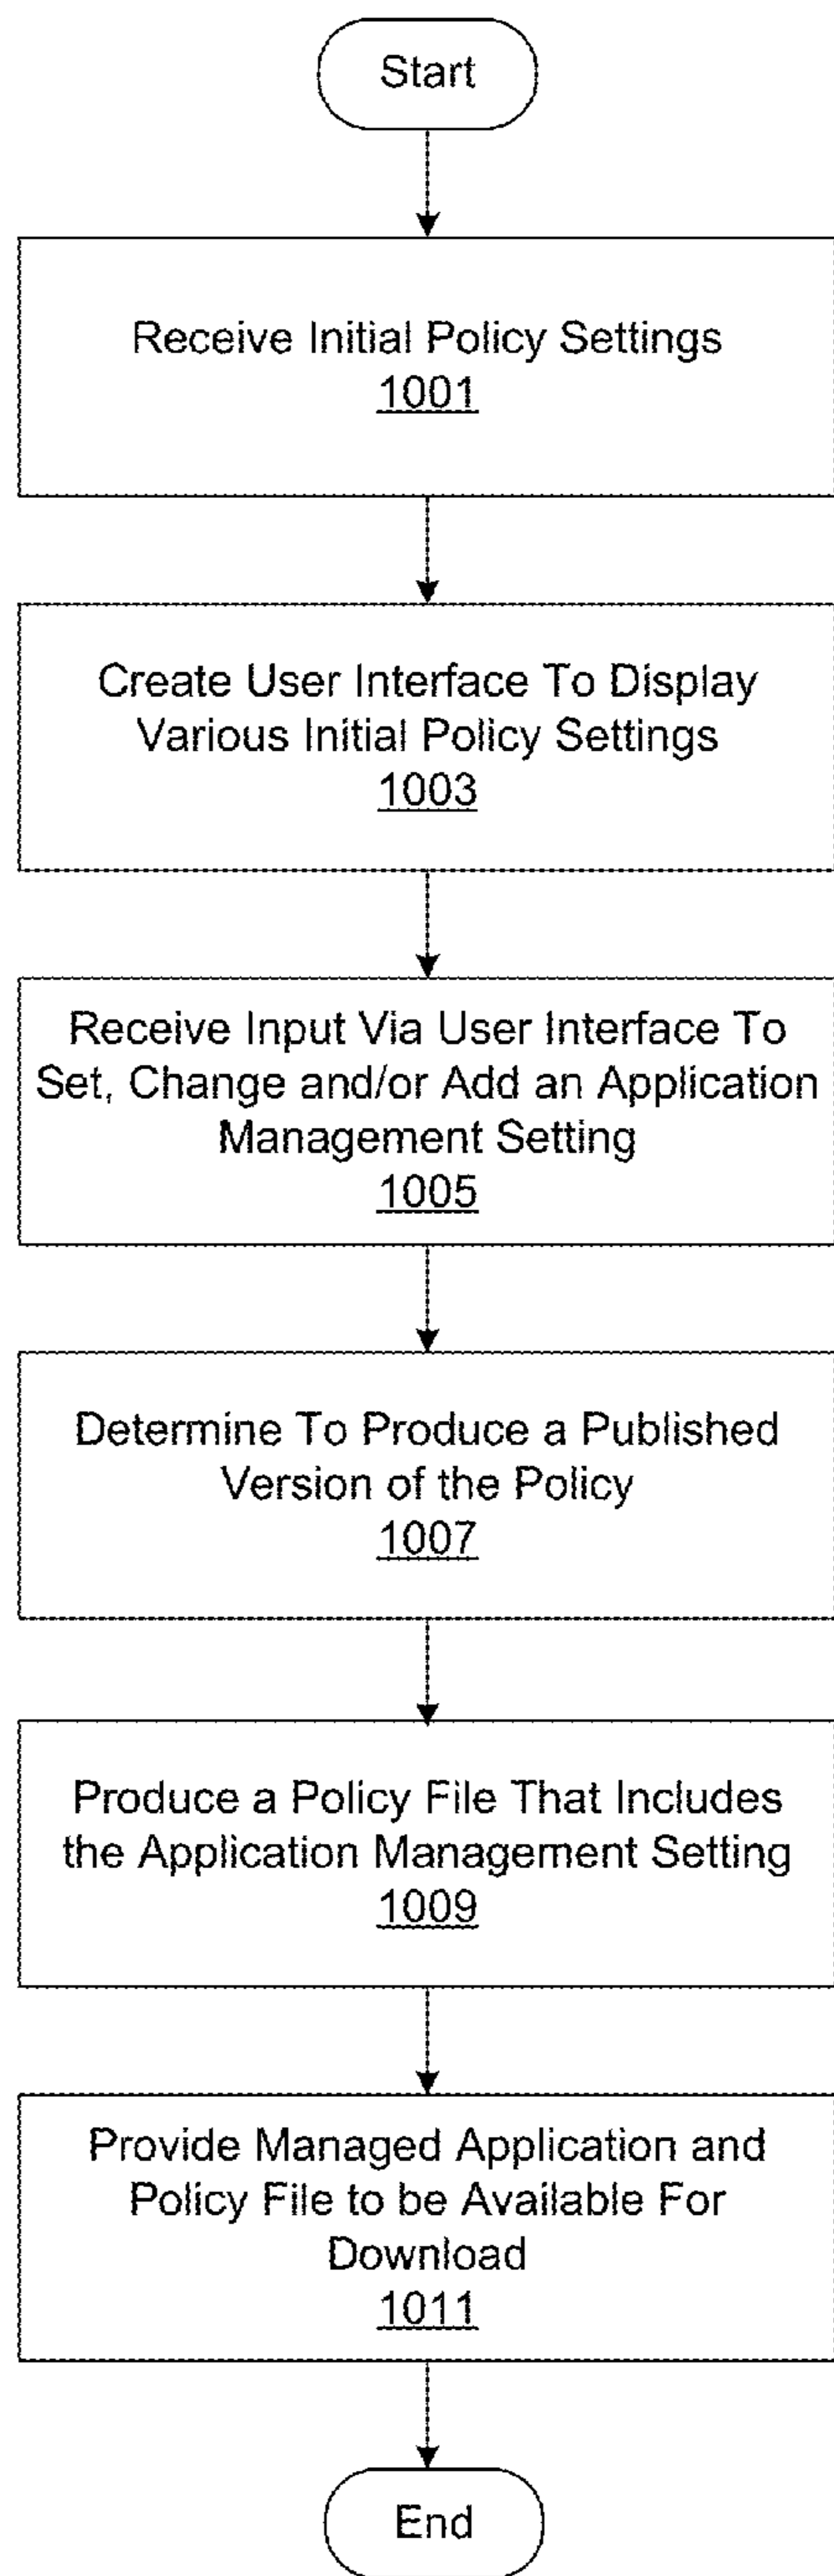 Start
Receive Initial Policy Settings
1001
Create User Interface To Display
Various Initial Policy Settings
1003
Receive Input Via User Interface To
Set, Change and/or Add an Application
Management Setting
1005
Determine To Produce a Published
Version of the Policy
1007
Produce a Policy File That Includes
the Application Management Setting
1009
Provide Managed Application and
Policy File to be Available For
Download
1011
End